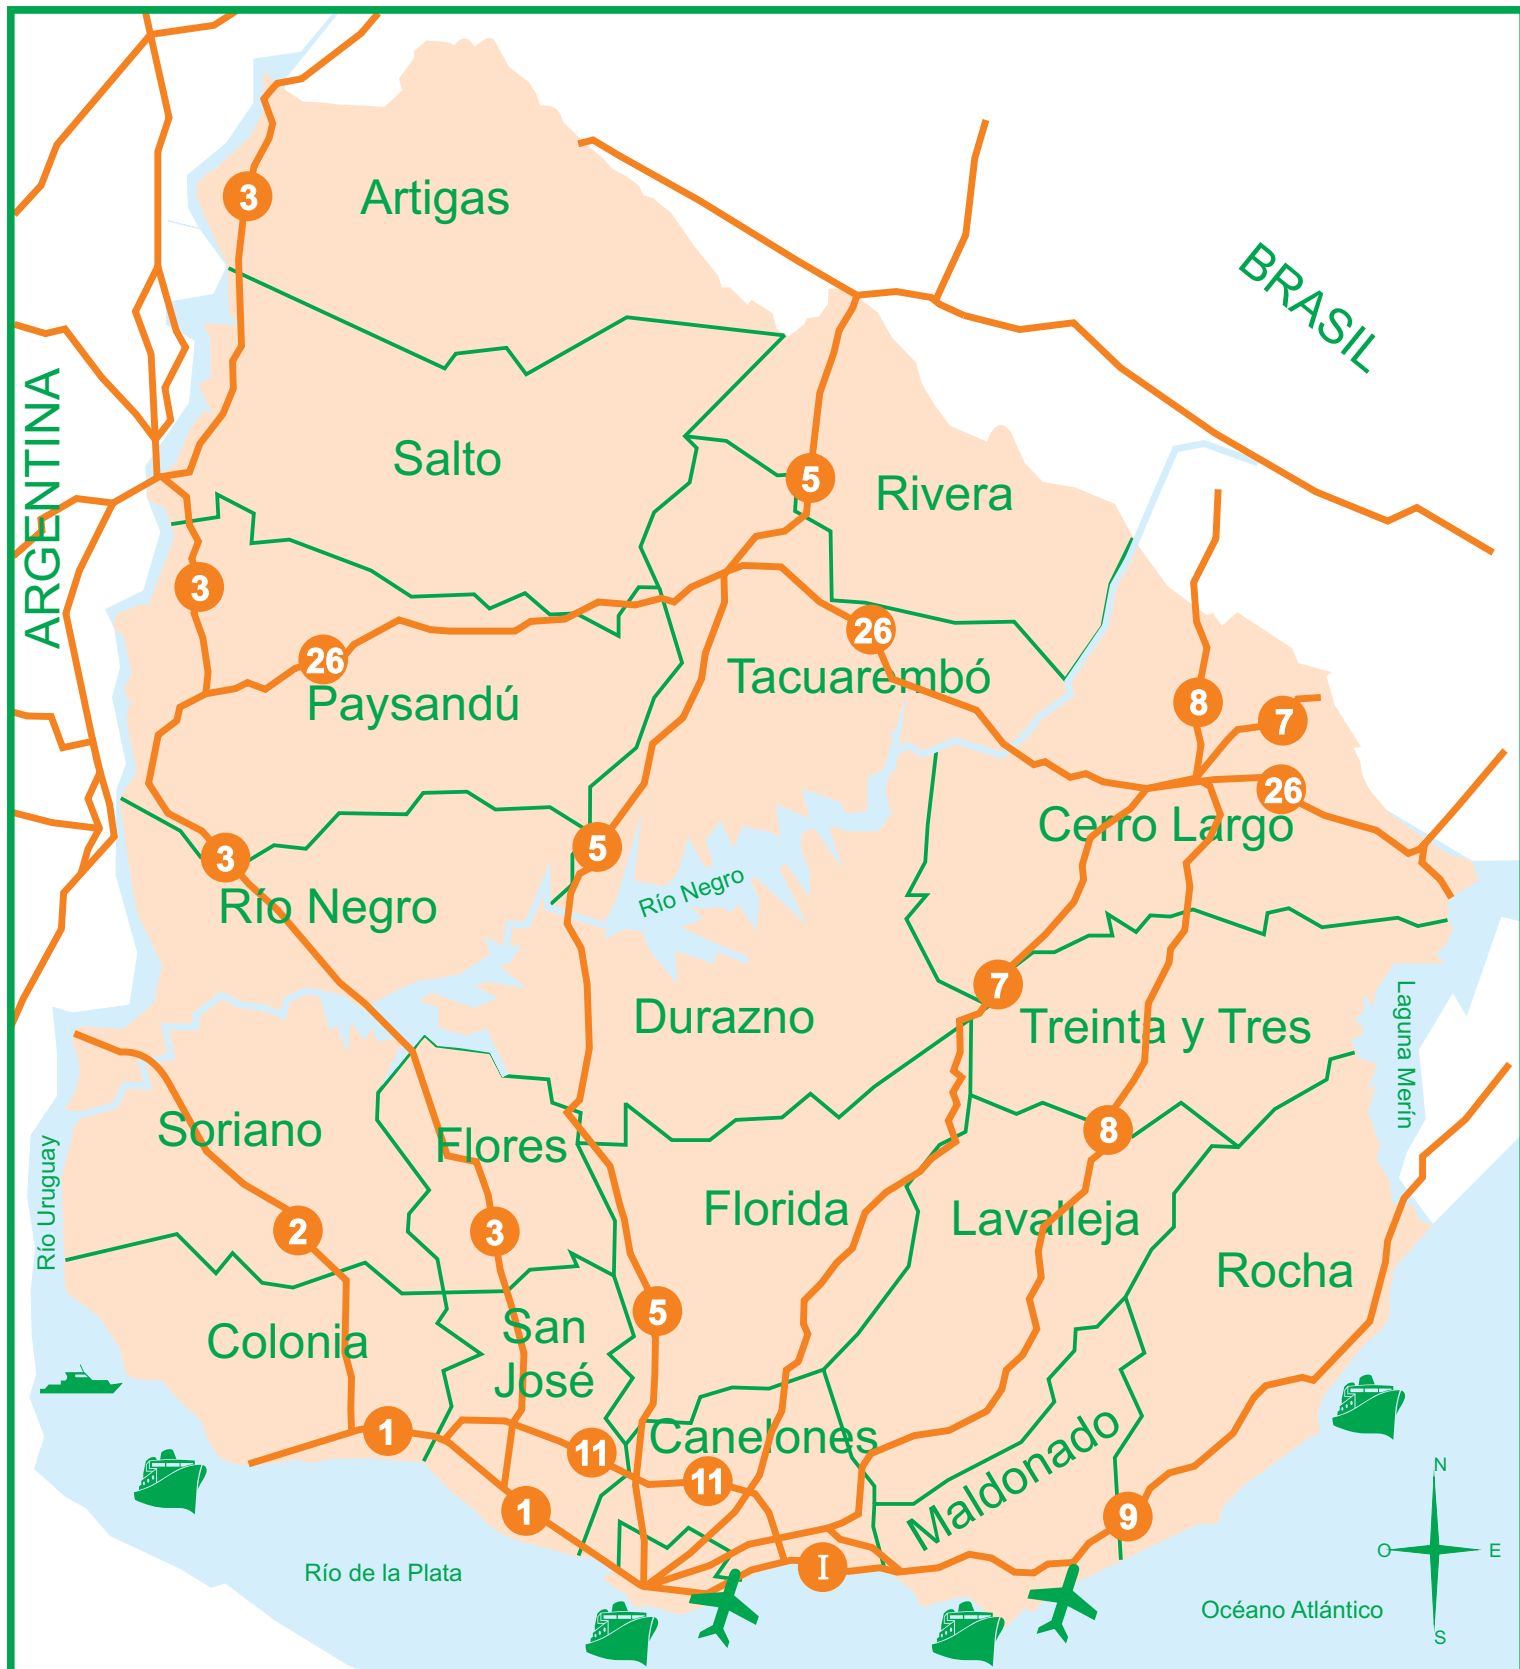 3
Artigas
BRASIL
ARGENTINA
Salto
5
Rivera
3
26
26
Paysandú
Tacuarembó
8
7
26
Cerro Largo
3
5
Río Negro
Río Negro
7
Durazno
Treinta y Tres
Laguna Merín
Soriano
Flores
8
Río Uruguay
2
3
Florida
Lavalleja
Rocha
Colonia
San
José
5
1
11
Canelones
11
Maldonado
1
9
I
Río de la Plata
Océano Atlántico
N
O
E
S